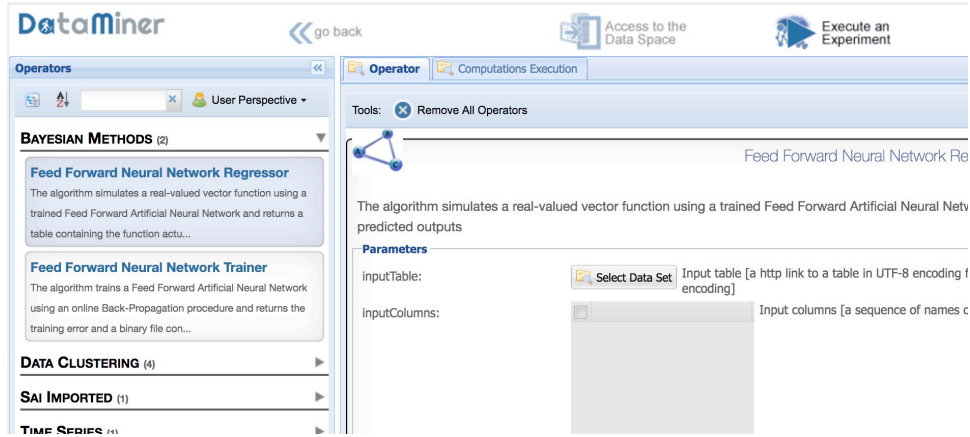 DataMiner
go back
Access to the
Data Space
Execute an
Experiment
Operators
Operator
Computations Execution
A
Z
User Perspective
Tools:
Remove All Operators
BAYESIAN METHODS (2)
Feed Forward Neural Network Regressor
The algorithm simulates a real-valued vector function using a
trained Feed Forward Artificial Neural Network and returns a
table containing the function actu...
Feed Forward Neural Network Trainer
The algorithm trains a Feed Forward Artificial Neural Network
using an online Back-Propagation procedure and returns the
training error and a binary file con...
DATA CLUSTERING (4)
SAI IMPORTED (1)
TIME SERIES (1)
B
A
C
Feed Forward Neural Network Re
The algorithm simulates a real-valued vector function using a trained Feed Forward Artificial Neural Netw
predicted outputs
Parameters
inputTable:
Select Data Set
Input table [a http link to a table in UTF-8 encoding f
encoding]
inputColumns:
Input columns [a sequence of names o